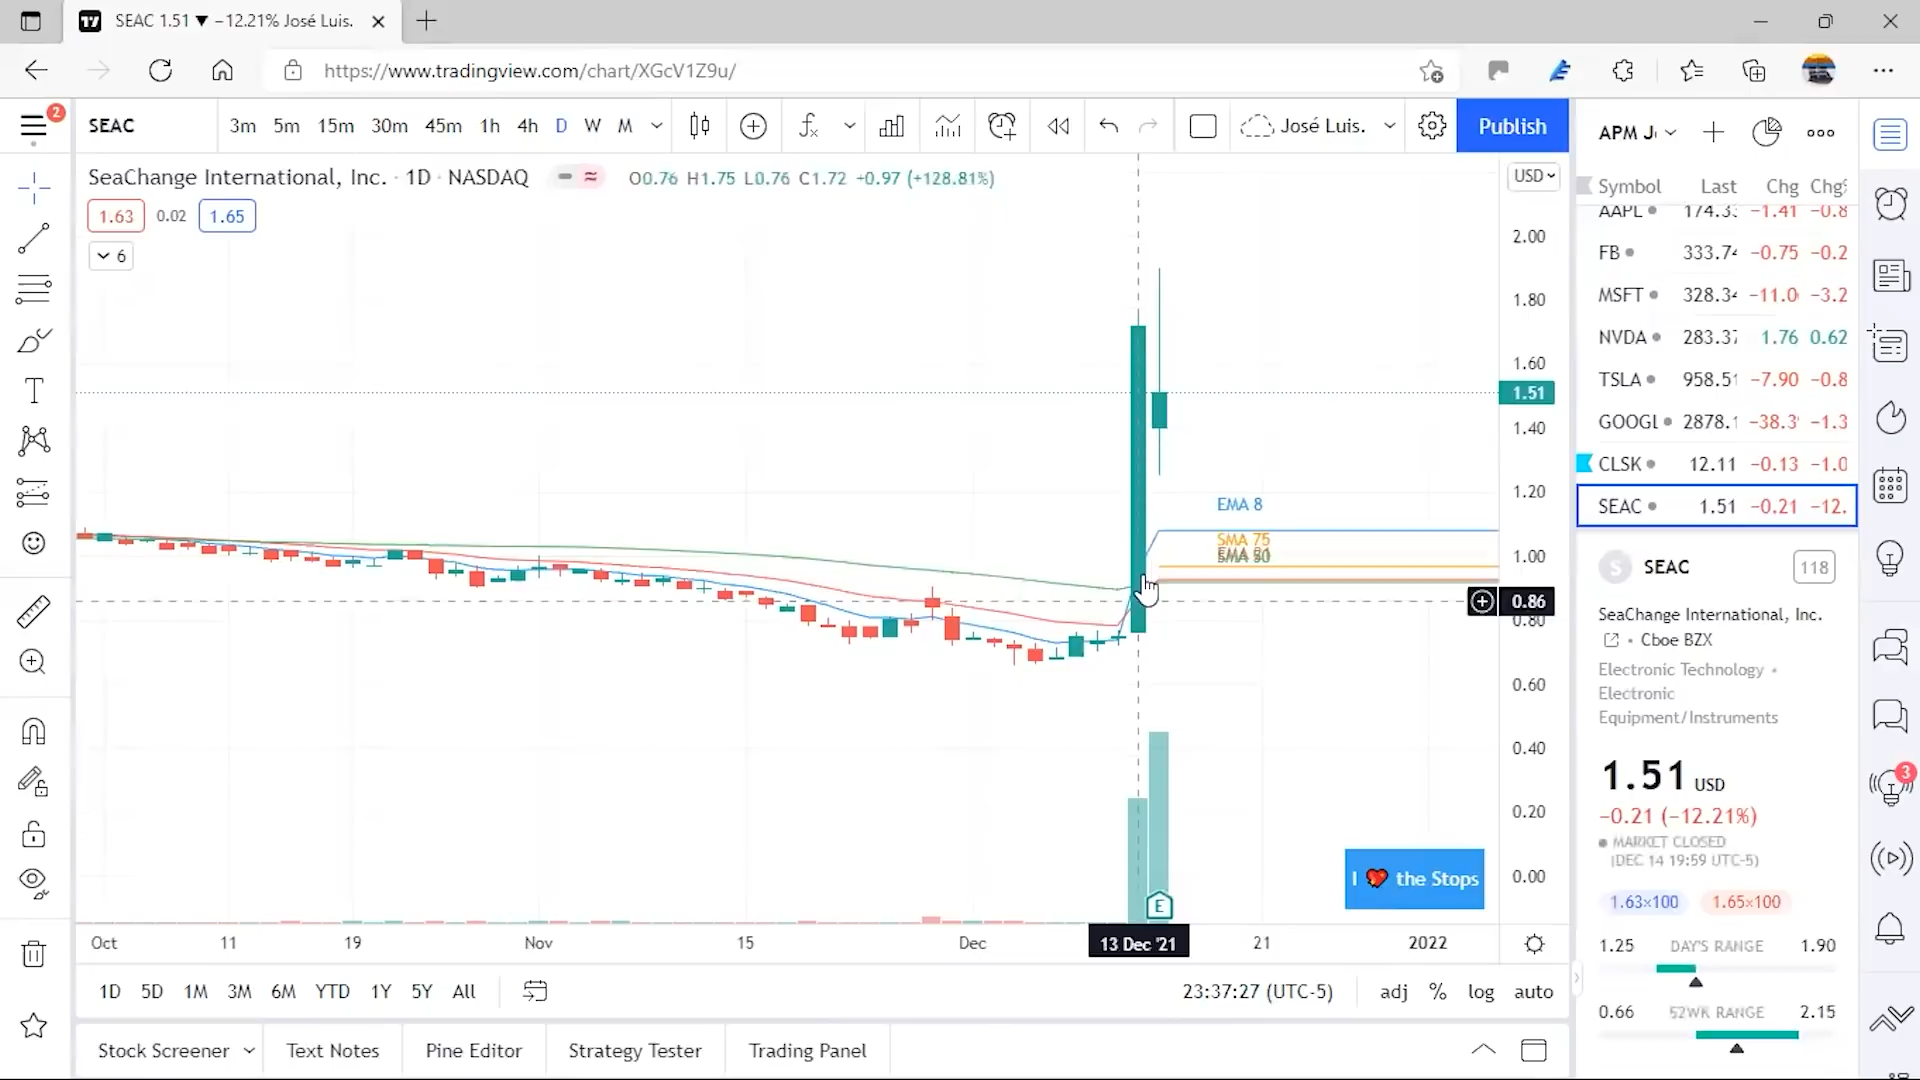 SEAC 1.51 ▼ −12.21% José Luis.
https://www.tradingview.com/chart/XGcV1Z9u/
2
SEAC 3m 5m 15m 30m 45m 1h 4h D W M José Luis. Publish
SeaChange International, Inc. · 1D · NASDAQ O0.76 H1.75 L0.76 C1.72 +0.97 (+128.81%)
1.63 0.02 1.65
6
USD
2.00
1.80
1.60
1.51
1.40
1.20
1.00
0.86
0.80
0.60
0.40
0.20
0.00
EMA 8
SMA 75
SMA 50
I ❤ the Stops
E
Oct 11 19 Nov 15 Dec 13 Dec '21 21 2022
1D 5D 1M 3M 6M YTD 1Y 5Y All 23:37:27 (UTC-5) adj % log auto
Stock Screener Text Notes Pine Editor Strategy Tester Trading Panel
APM
Symbol Last Chg Chg%
AAPL 174.3 −1.41 −0.8
FB 333.74 −0.75 −0.2
MSFT 328.34 −11.0 −3.2
NVDA 283.37 1.76 0.62
TSLA 958.51 −7.90 −0.8
GOOGL 2878.1 −38.3 −1.3
CLSK 12.11 −0.13 −1.0
SEAC 1.51 −0.21 −12.
S SEAC 118
SeaChange International, Inc.
• Cboe BZX
Electronic Technology •
Electronic
Equipment/Instruments
1.51 USD
−0.21 (−12.21%)
MARKET CLOSED
(DEC 14 19:59 UTC-5)
1.63×100 1.65×100
1.25 DAY'S RANGE 1.90
0.66 52WK RANGE 2.15
3